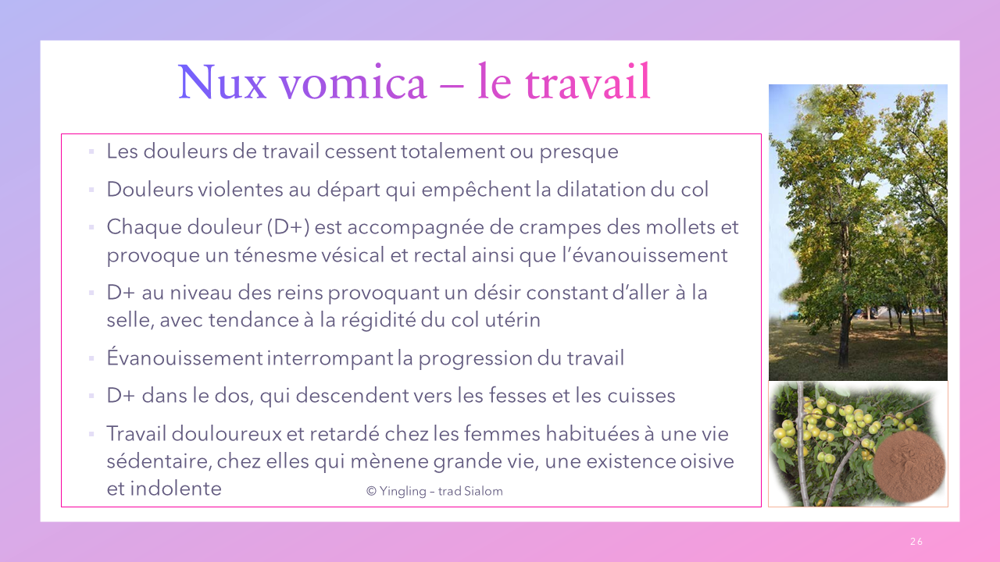 Nux vomica – le travail
Les douleurs de travail cessent totalement ou presque
Douleurs violentes au départ qui empêchent la dilatation du col
Chaque douleur (D+) est accompagnée de crampes des mollets et
provoque un ténesme vésical et rectal ainsi que l’évanouissement
D+ au niveau des reins provoquant un désir constant d’aller à la
selle, avec tendance à la régidité du col utérin
Évanouissement interrompant la progression du travail
D+ dans le dos, qui descendent vers les fesses et les cuisses
Travail douloureux et retardé chez les femmes habituées à une vie
sédentaire, chez elles qui mènene grande vie, une existence oisive
et indolente
© Yingling – trad Sialom
26